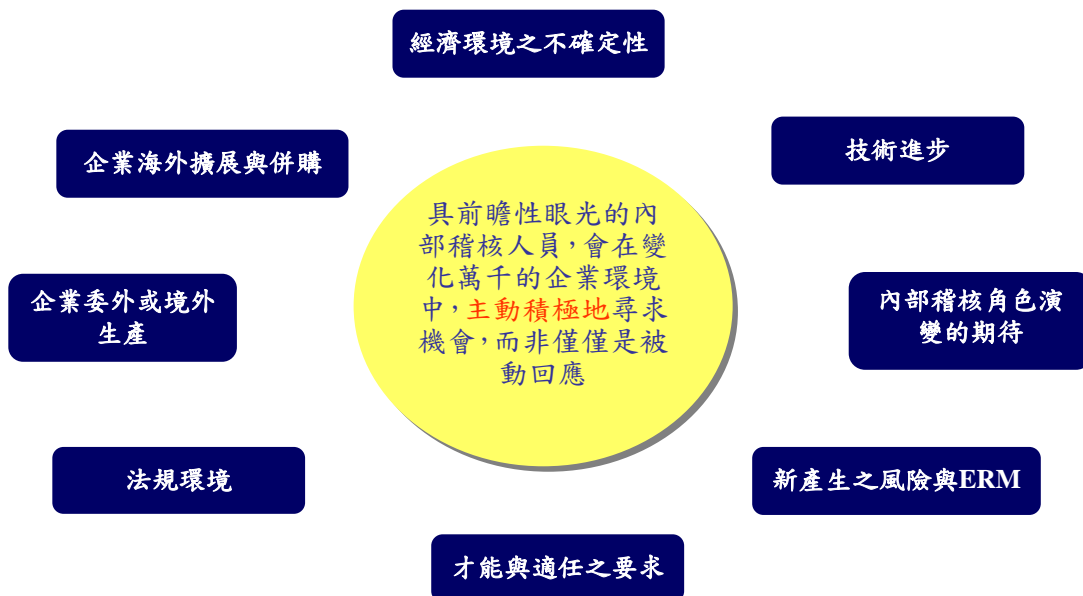 經濟環境之不確定性
技術進步
企業海外擴展與併購
具前瞻性眼光的內
部稽核人員，會在變
化萬千的企業環境
中，主動積極地尋求
機會，而非僅僅是被
動回應
企業委外或境外
生產
內部稽核角色演
變的期待
法規環境
新產生之風險與ERM
才能與適任之要求